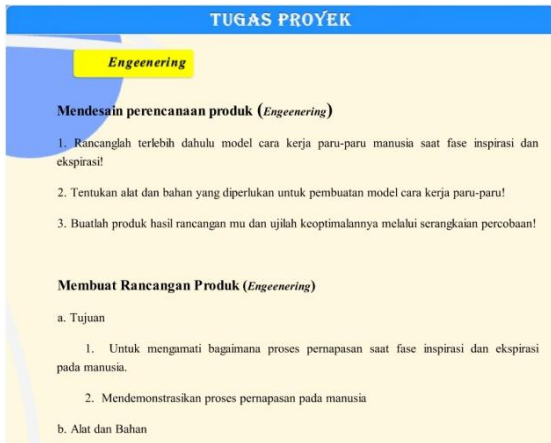 TUGAS PROYEK
Engeenering
Mendesain perencanaan produk (Engeenering)
1. Rancanglah terlebih dahulu model cara kerja paru-paru manusia saat fase inspirasi dan
ekspirasi!
2. Tentukan alat dan bahan yang diperlukan untuk pembuatan model cara kerja paru-paru!
3. Buatlah produk hasil rancangan mu dan ujilah keoptimalannya melalui serangkaian percobaan!
Membuat Rancangan Produk (Engeenering)
a. Tujuan
1. Untuk mengamati bagaimana proses pernapasan saat fase inspirasi dan ekspirasi
pada manusia.
2. Mendemonstrasikan proses pernapasan pada manusia
b. Alat dan Bahan